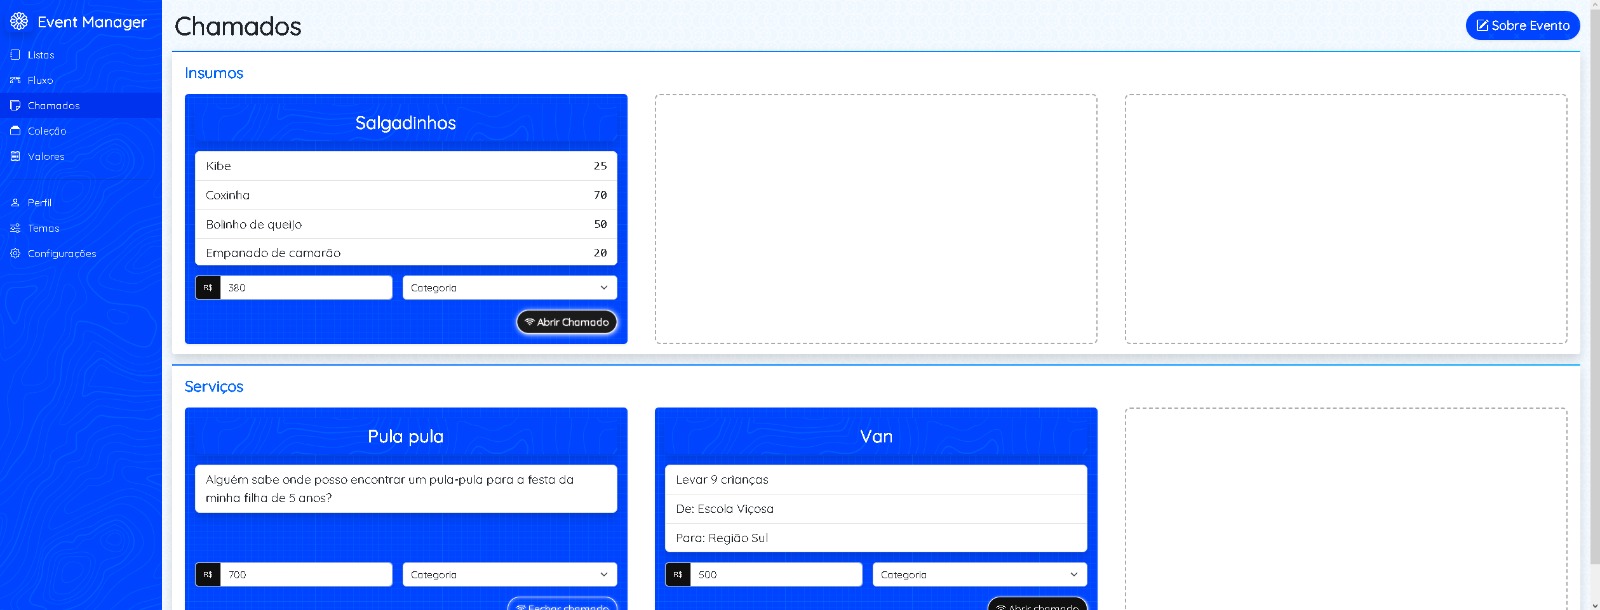 Event Manager
Listas
Fluxo
Chamados
Coleção
Valores
Perfil
Temas
Configurações
Chamados
Sobre Evento
Insumos
Salgadinhos
Kibe 25
Coxinha 70
Bolinho de queijo 50
Empanado de camarão 20
R$ 380 Categoria
Abrir Chamado
Serviços
Pula pula
Alguém sabe onde posso encontrar um pula-pula para a festa da
minha filha de 5 anos?
R$ 700 Categoria
Fechar chamado
Van
Levar 9 crianças
De: Escola Viçosa
Para: Região Sul
R$ 500 Categoria
Abrir chamado